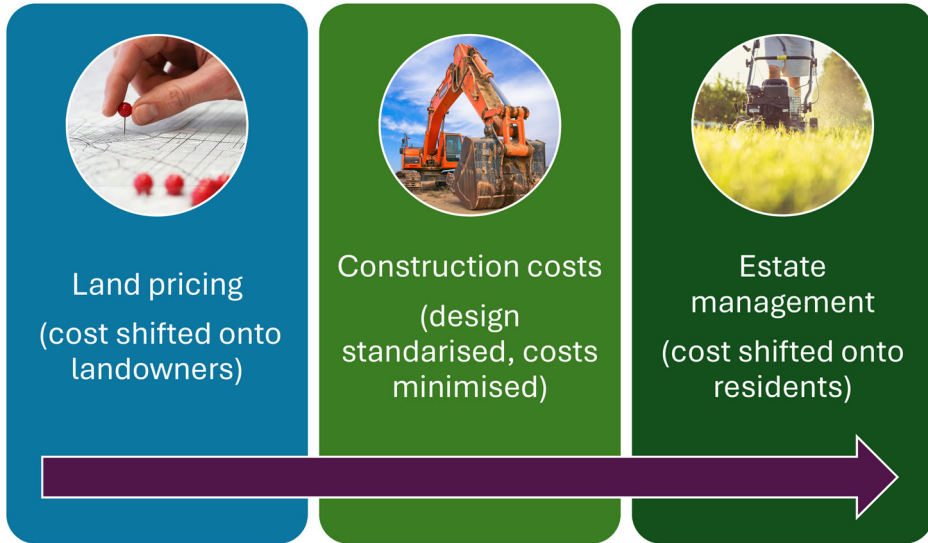 Land pricing
(cost shifted onto
landowners)
Construction costs
(design
standarised, costs
minimised)
Estate
management
(cost shifted onto
residents)